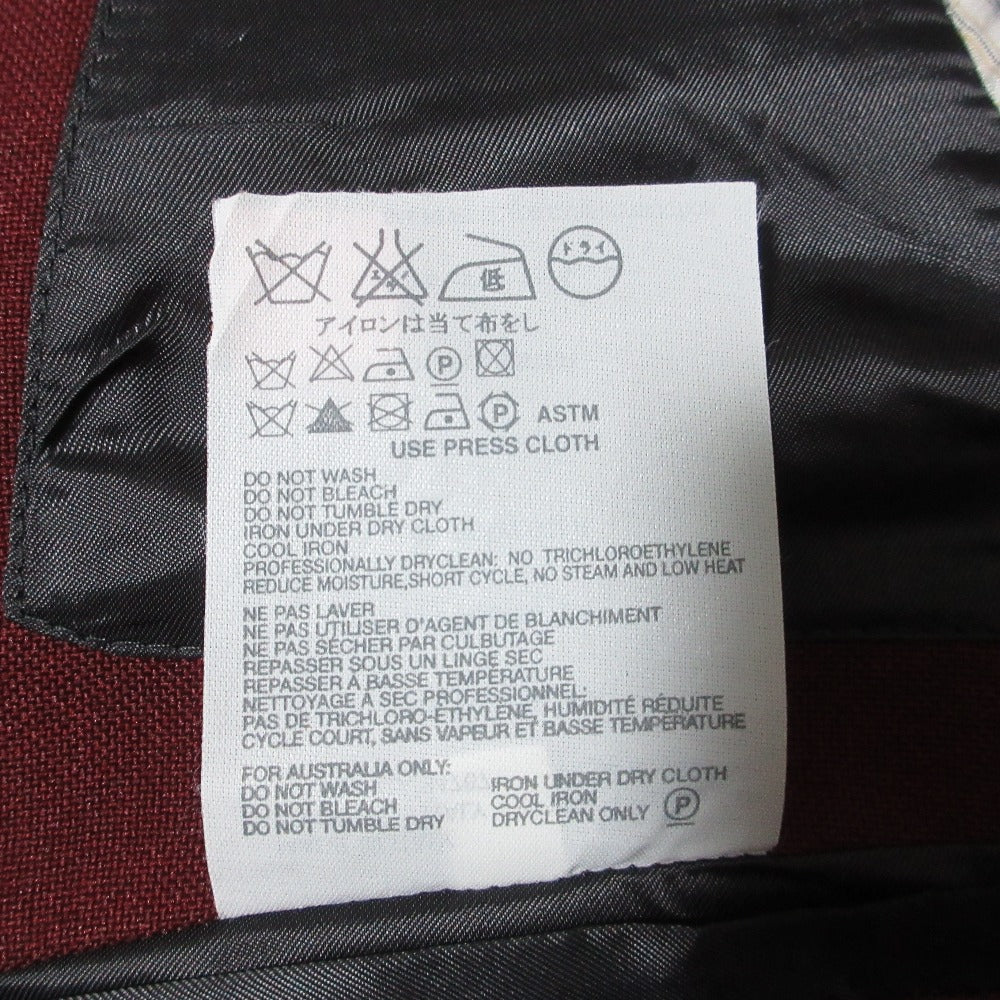 エンソ
低
ドライ
アイロンは当て布をし
P
P ASTM
USE PRESS CLOTH
DO NOT WASH
DO NOT BLEACH
DO NOT TUMBLE DRY
IRON UNDER DRY CLOTH
COOL IRON
PROFESSIONALLY DRYCLEAN: NO TRICHLOROETHYLENE
REDUCE MOISTURE,SHORT CYCLE, NO STEAM AND LOW HEAT
NE PAS LAVER
NE PAS UTILISER D'AGENT DE BLANCHIMENT
NE PAS SÉCHER PAR CULBUTAGE
REPASSER SOUS UN LINGE SEC
REPASSER A BASSE TEMPÉRATURE
NETTOYAGE À SEC PROFESSIONNEL:
PAS DE TRICHLORO-ÉTHYLÈNE, HUMIDITÉ RÉDUITE
CYCLE COURT, SANS VAPEUR ET BASSE TEMPÉRATURE
FOR AUSTRALIA ONLY:
DO NOT WASH
DO NOT BLEACH
DO NOT TUMBLE DRY
IRON UNDER DRY CLOTH
COOL IRON
DRYCLEAN ONLY P